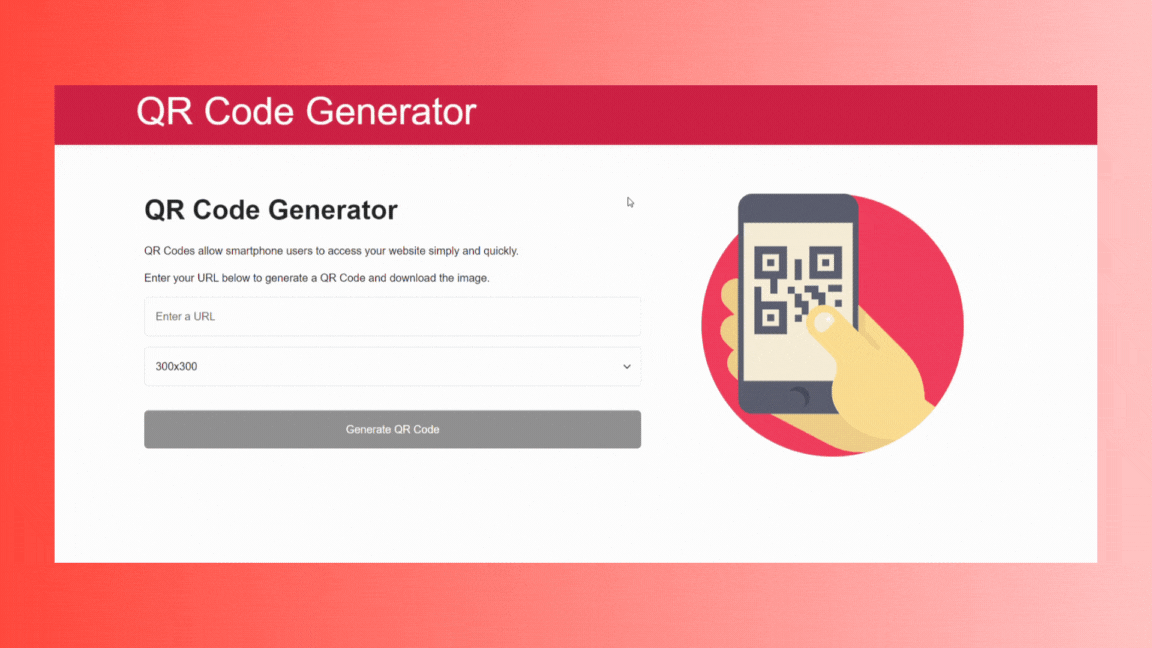 QR Code Generator
QR Code Generator
QR Codes allow smartphone users to access your website simply and quickly.
Enter your URL below to generate a QR Code and download the image.
Enter a URL
300x300
Generate QR Code